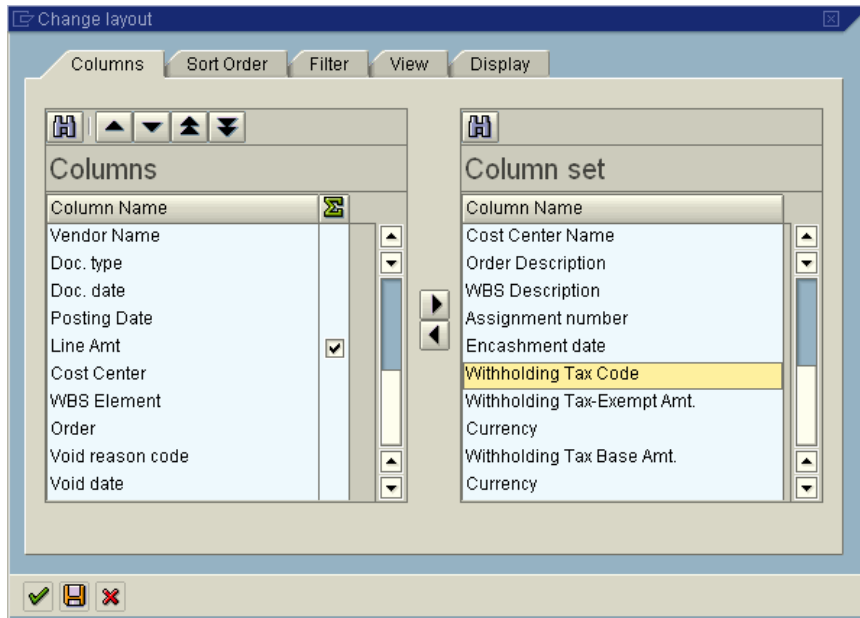 Change layout
Columns
Sort Order
Filter
View
Display
Columns
Column Name
Vendor Name
Doc. type
Doc. date
Posting Date
Line Amt
Cost Center
WBS Element
Order
Void reason code
Void date
Column set
Column Name
Cost Center Name
Order Description
WBS Description
Assignment number
Encashment date
Withholding Tax Code
Withholding Tax-Exempt Amt.
Currency
Withholding Tax Base Amt.
Currency